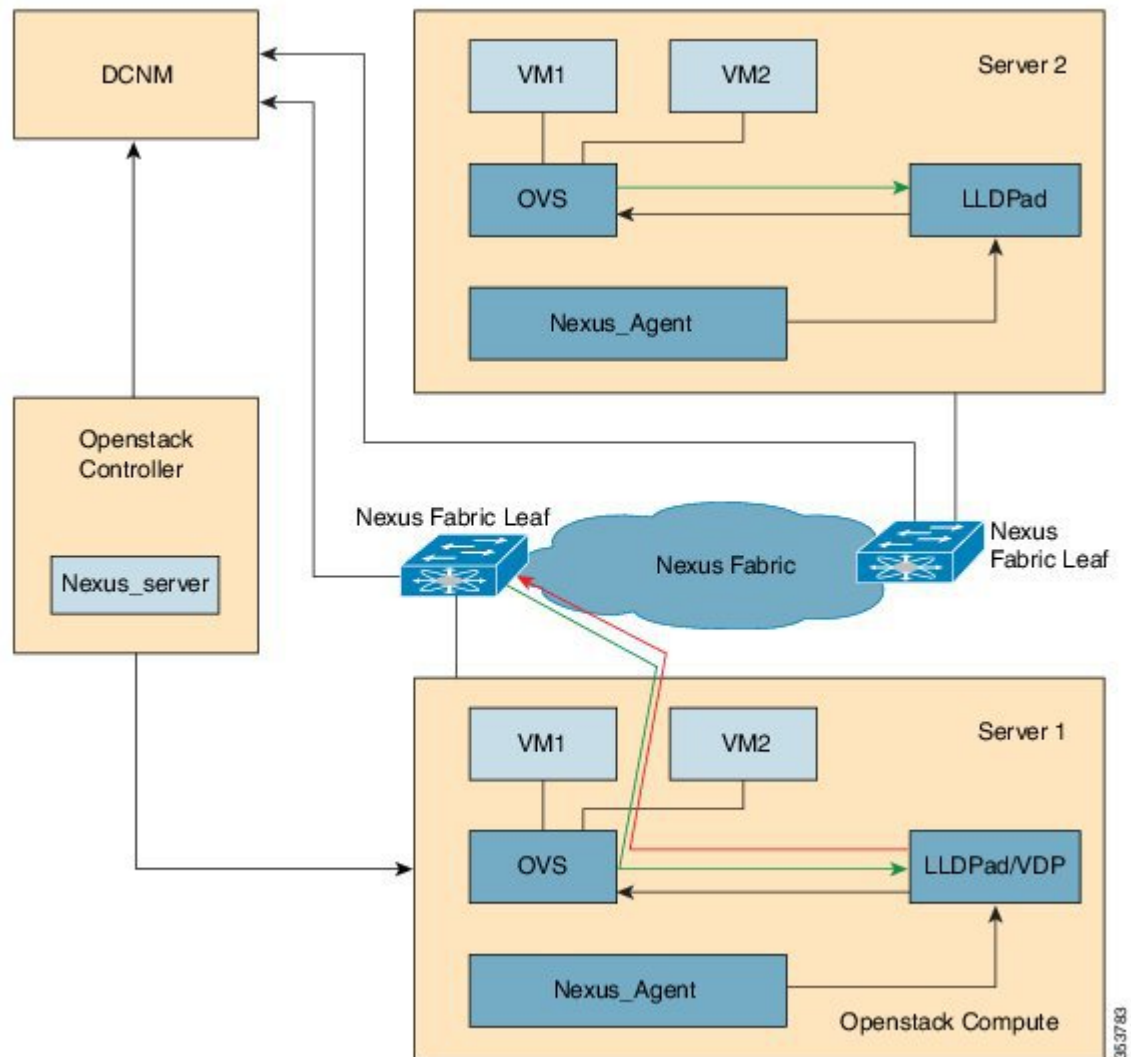 DCNM
VM1
VM2
Server 2
OVS
LLDPad
Nexus_Agent
Openstack
Controller
Nexus_server
Nexus Fabric Leaf
Nexus Fabric
Nexus
Fabric Leaf
VM1
VM2
Server 1
OVS
LLDPad/VDP
Nexus_Agent
Openstack Compute
353783